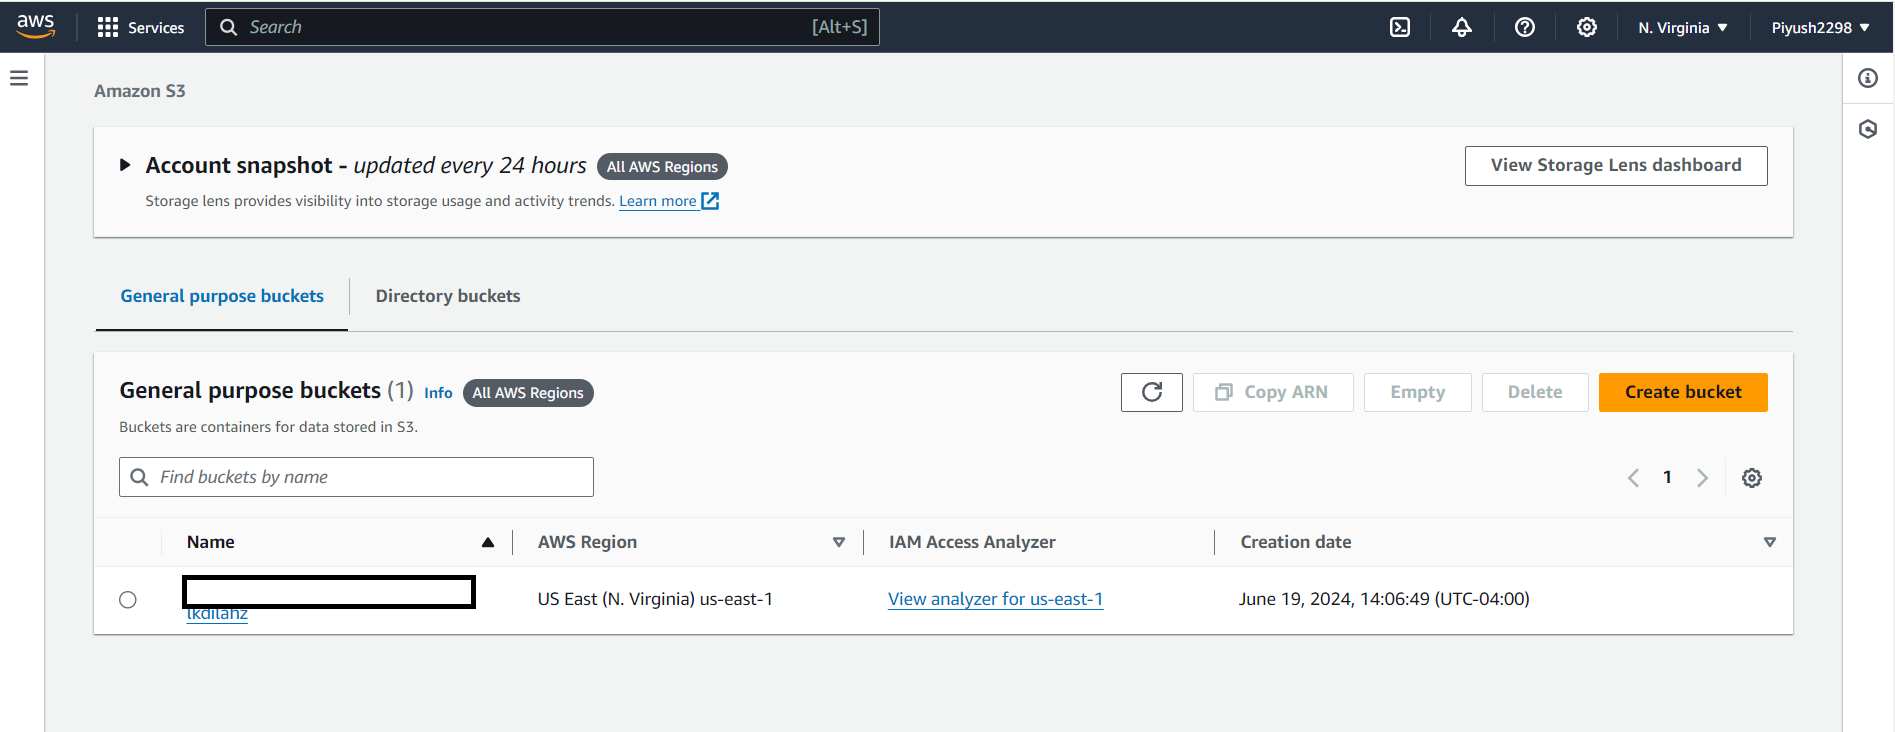 aws Services Search [Alt+S] N. Virginia Piyush2298
Amazon S3
Account snapshot - updated every 24 hours All AWS Regions View Storage Lens dashboard
Storage lens provides visibility into storage usage and activity trends. Learn more
General purpose buckets Directory buckets
General purpose buckets (1) Info All AWS Regions Copy ARN Empty Delete Create bucket
Buckets are containers for data stored in S3.
Find buckets by name 1
Name AWS Region IAM Access Analyzer Creation date
US East (N. Virginia) us-east-1 View analyzer for us-east-1 June 19, 2024, 14:06:49 (UTC-04:00)